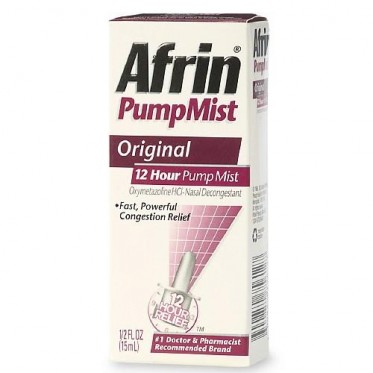 Afrin®
PumpMist
Original
12 Hour Pump Mist
Oxymetazoline HCl-Nasal Decongestant
•Fast, Powerful
Congestion Relief
12
HOUR
RELIEF
TM
1/2 FL OZ
(15mL)
#1 Doctor & Pharmacist
Recommended Brand